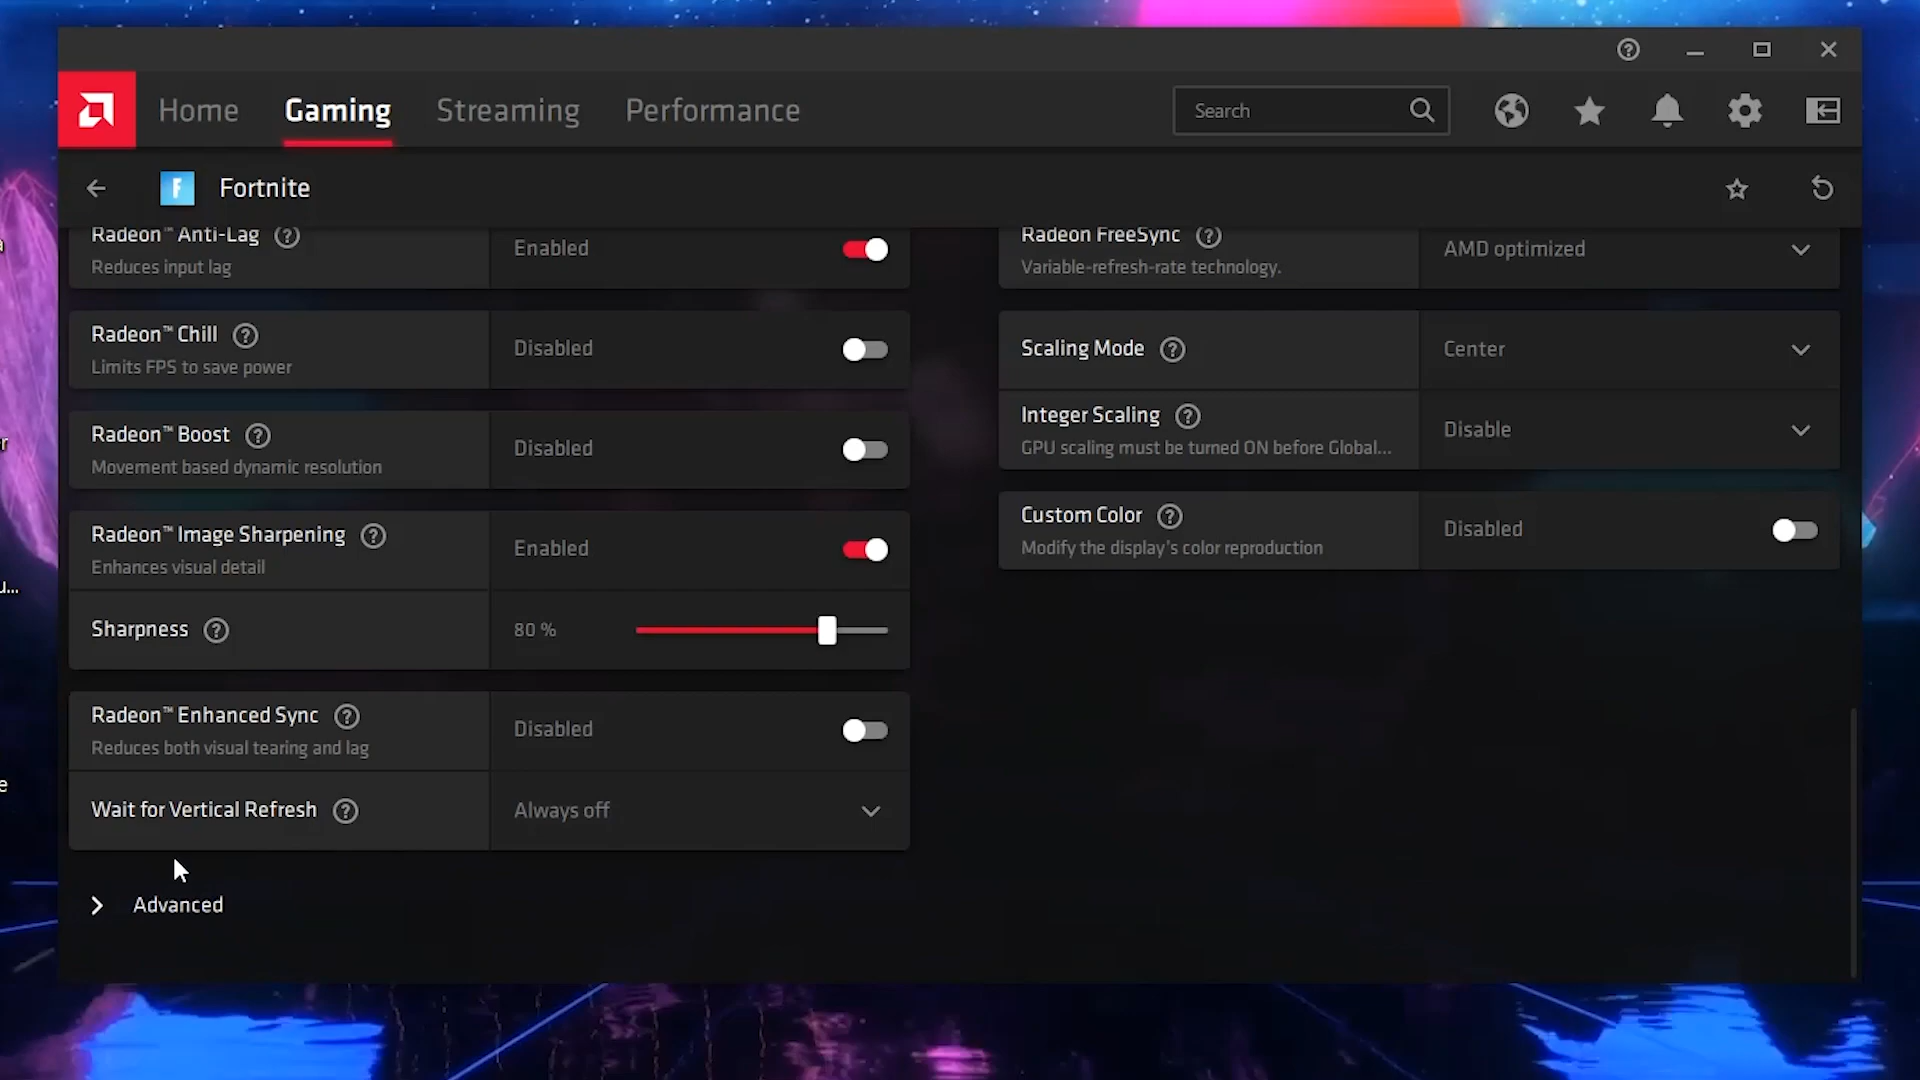 Home
Gaming
Streaming
Performance
Search
Fortnite
Radeon™ Anti-Lag
Reduces input lag
Enabled
Radeon™ Chill
Limits FPS to save power
Disabled
Radeon™ Boost
Movement based dynamic resolution
Disabled
Radeon™ Image Sharpening
Enhances visual detail
Enabled
Sharpness
80 %
Radeon™ Enhanced Sync
Reduces both visual tearing and lag
Disabled
Wait for Vertical Refresh
Always off
Advanced
Radeon FreeSync
Variable-refresh-rate technology.
AMD optimized
Scaling Mode
Center
Integer Scaling
GPU scaling must be turned ON before Global...
Disable
Custom Color
Modify the display's color reproduction
Disabled